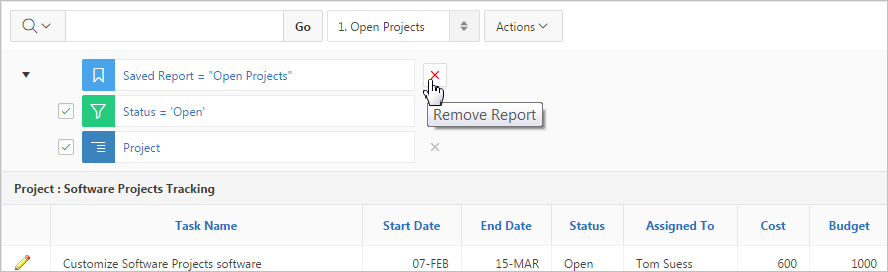 Go 1. Open Projects Actions
Saved Report = "Open Projects"
Status = 'Open'
Remove Report
Project
Project : Software Projects Tracking
Task Name Start Date End Date Status Assigned To Cost Budget
Customize Software Projects software 07-FEB 15-MAR Open Tom Suess 600 1000